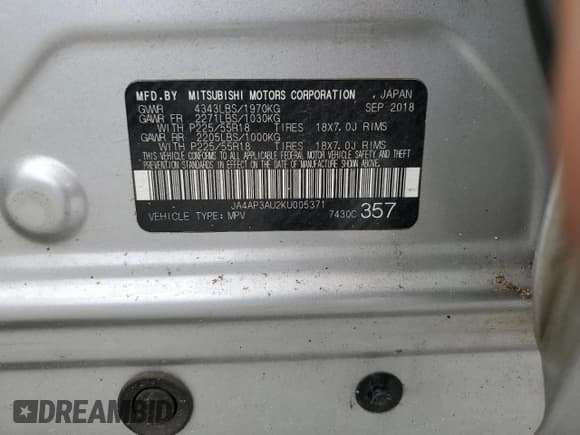 MFD.BY MITSUBISHI MOTORS CORPORATION , JAPAN
GVWR 4343LBS/1970KG SEP 2018
GAWR FR 2271LBS/1030KG
WITH P225/55R18 TIRES 18X7.0J RIMS
GAWR RR 2205LBS/1000KG
WITH P225/55R18 TIRES 18X7.0J RIMS
THIS VEHICLE CONFORMS TO ALL APPLICABLE FEDERAL MOTOR VEHICLE SAFETY AND THEFT
PREVENTION STANDARDS IN EFFECT ON THE DATE OF MANUFACTURE SHOWN ABOVE.
JA4AP3AU2KU005371
VEHICLE TYPE: MPV 7430C 357
DREAMBID